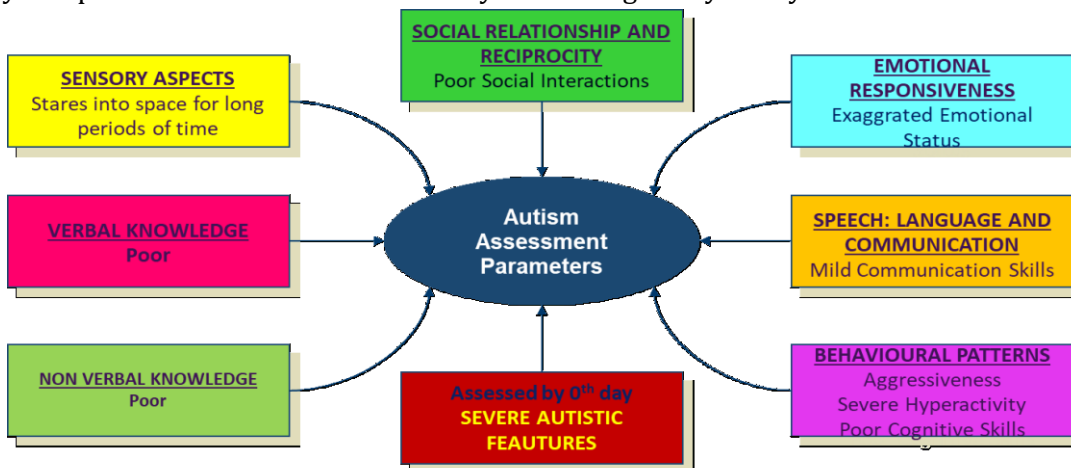 SOCIAL RELATIONSHIP AND
RECIPROCITY
Poor Social Interactions
SENSORY ASPECTS
Stares into space for long
periods of time
EMOTIONAL
RESPONSIVENESS
Exaggrated Emotional
Status
VERBAL KNOWLEDGE
Poor
Autism
Assessment
Parameters
SPEECH: LANGUAGE AND
COMMUNICATION
Mild Communication Skills
NON VERBAL KNOWLEDGE
Poor
Assessed by 0th day
SEVERE AUTISTIC
FEAUTURES
BEHAVIOURAL PATTERNS
Aggressiveness
Severe Hyperactivity
Poor Cognitive Skills